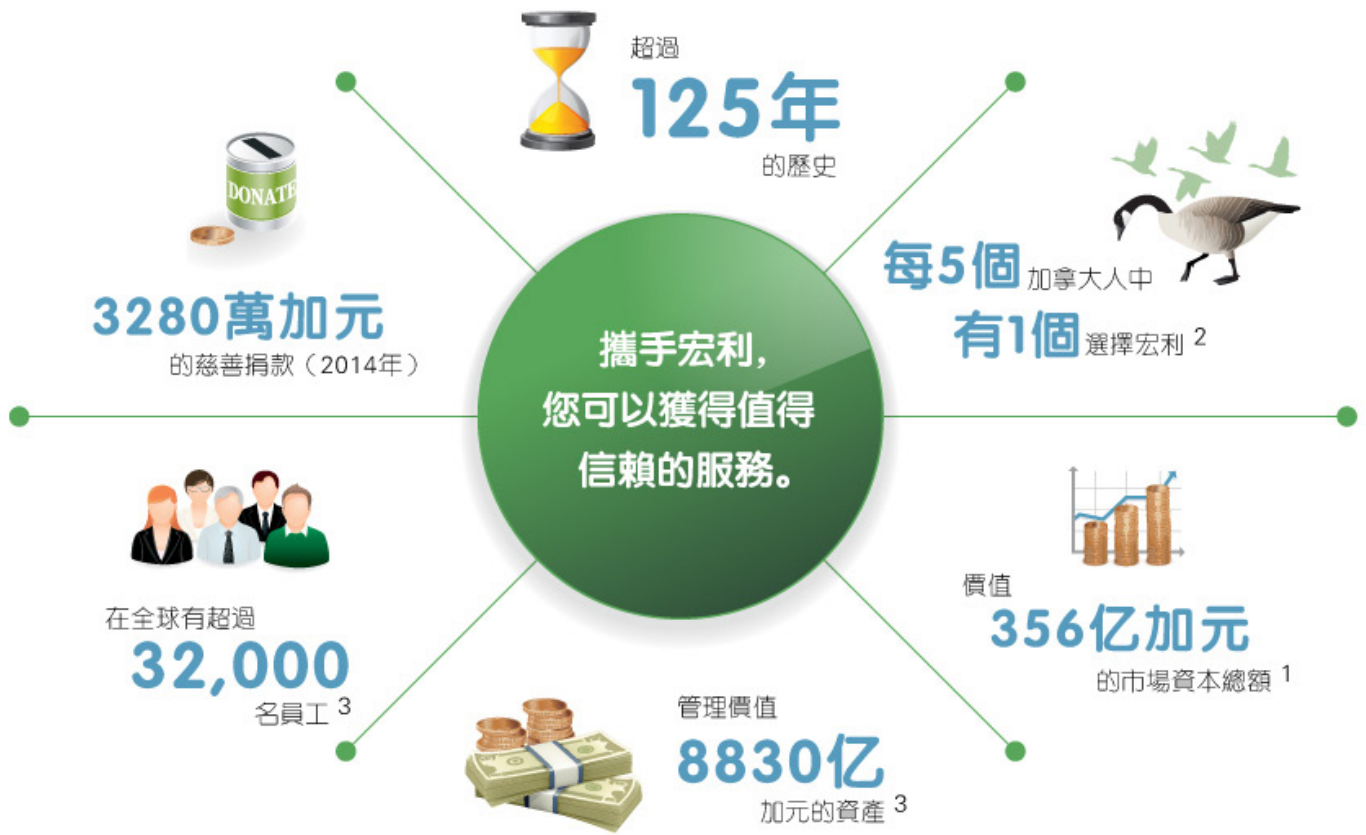 超過
125年
的歷史
每5個 加拿大人中
有1個 選擇宏利 2
價值
356亿加元
的市場資本總額 1
管理價值
8830亿
加元的資產 3
在全球有超過
32,000
名員工 3
DONATE
3280萬加元
的慈善捐款（2014年）
攜手宏利，
您可以獲得值得
信賴的服務。